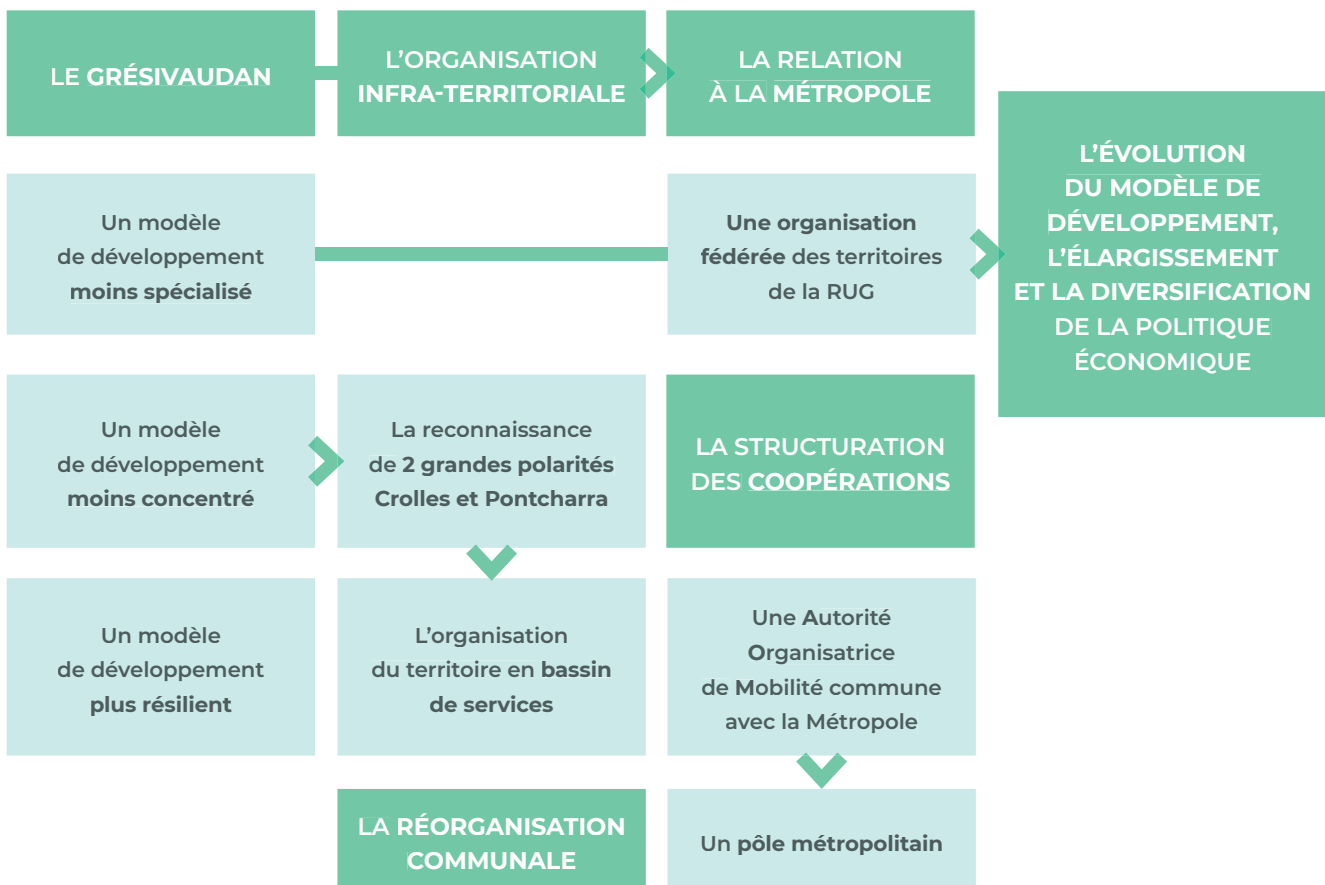 LE GRÉSIVAUDAN
L’ORGANISATION
INFRA-TERRITORIALE
LA RELATION
À LA MÉTROPOLE
L’ÉVOLUTION
DU MODÈLE DE
DÉVELOPPEMENT,
L’ÉLARGISSEMENT
ET LA DIVERSIFICATION
DE LA POLITIQUE
ÉCONOMIQUE
Un modèle
de développement
moins spécialisé
Une organisation
fédérée des territoires
de la RUG
Un modèle
de développement
moins concentré
La reconnaissance
de 2 grandes polarités
Crolles et Pontcharra
LA STRUCTURATION
DES COOPÉRATIONS
Un modèle
de développement
plus résilient
L’organisation
du territoire en bassin
de services
Une Autorité
Organisatrice
de Mobilité commune
avec la Métropole
LA RÉORGANISATION
COMMUNALE
Un pôle métropolitain